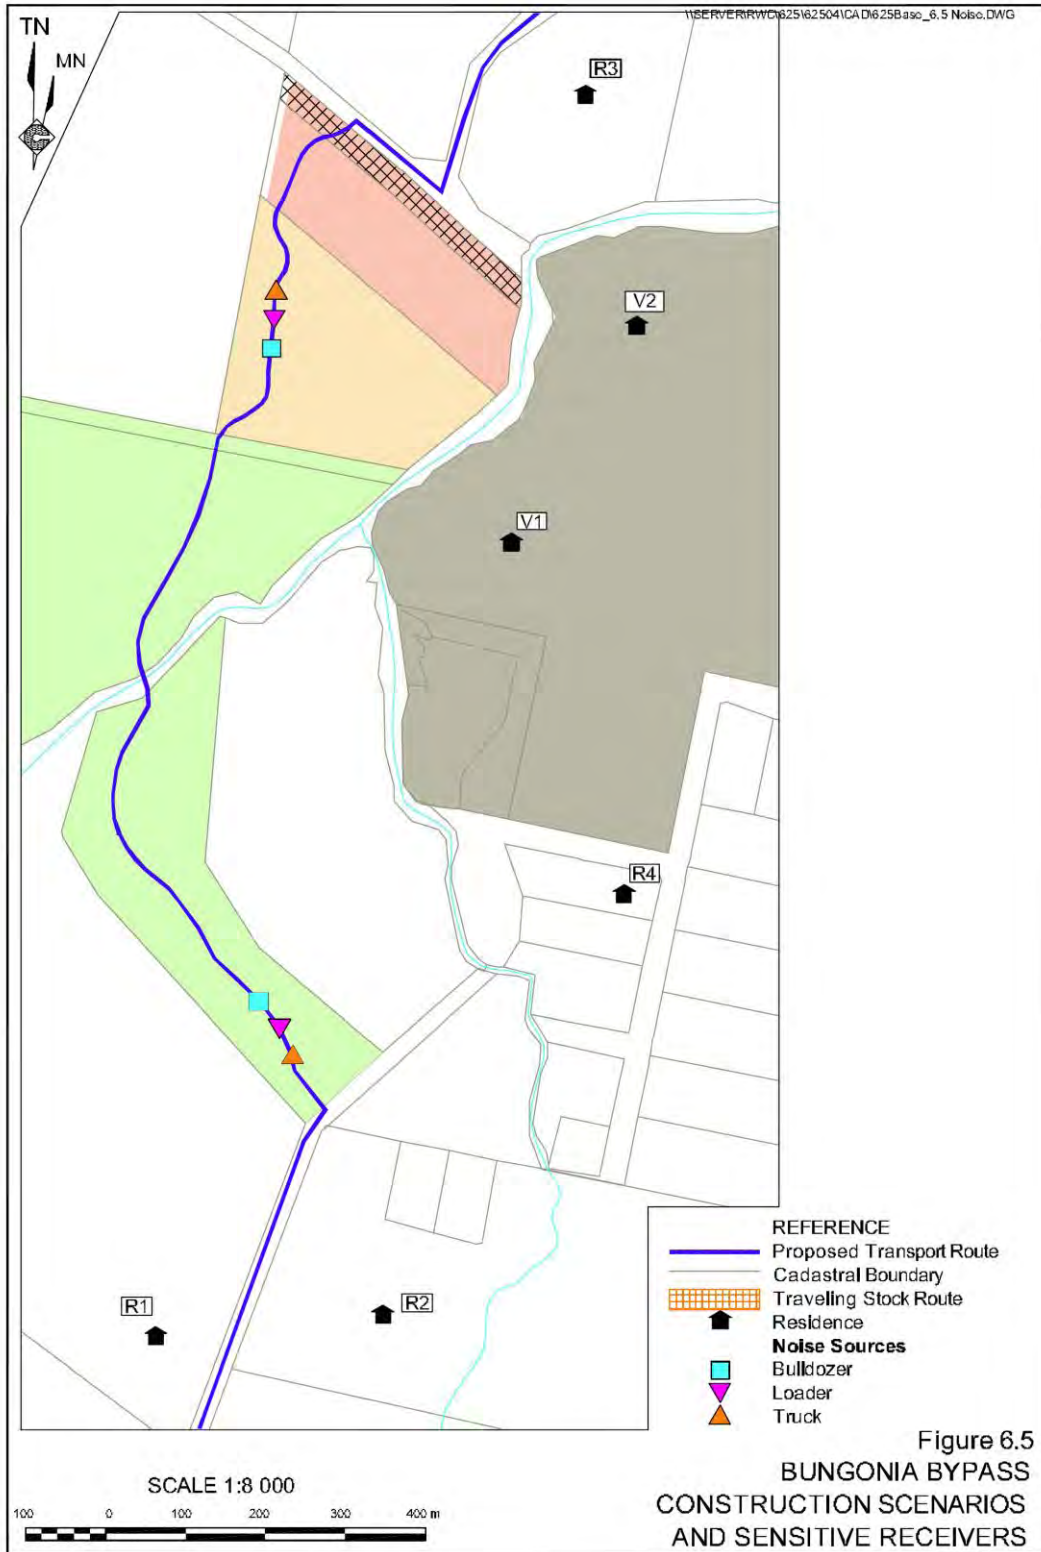 \\SERVER\RWC\625\62504\CAD\625Base_6.5 Noise.DWG
TN
MN
R3
V2
V1
R4
R1
R2
REFERENCE
Proposed Transport Route
Cadastral Boundary
Traveling Stock Route
Residence
Noise Sources
Bulldozer
Loader
Truck
Figure 6.5
BUNGONIA BYPASS
CONSTRUCTION SCENARIOS
AND SENSITIVE RECEIVERS
SCALE 1:8 000
100 0 100 200 300 400 m